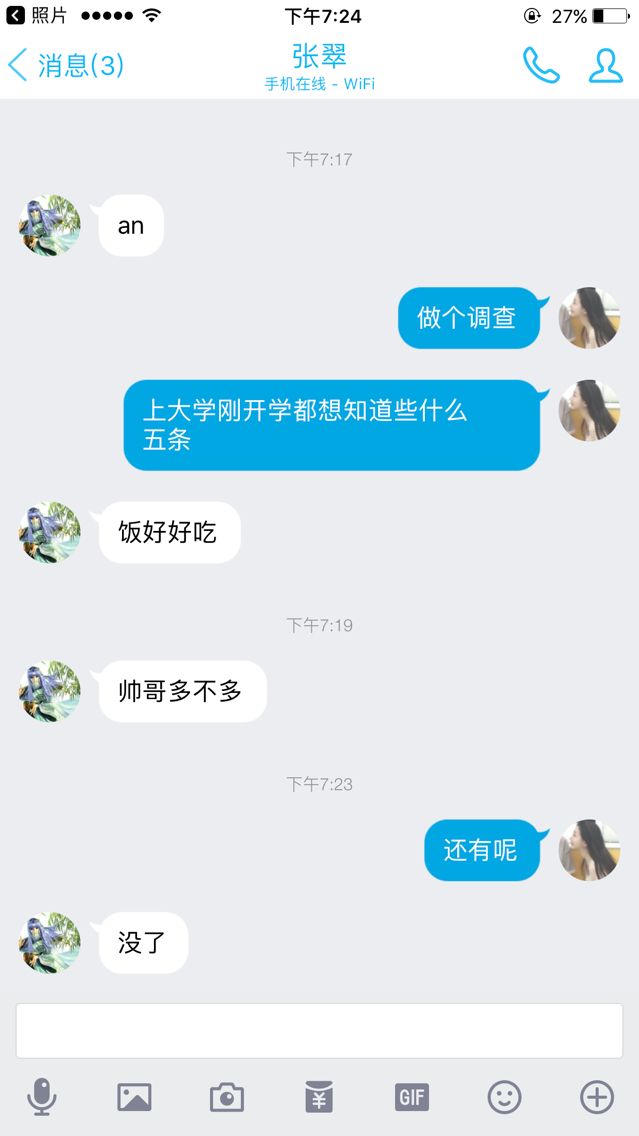 照片 下午7:24 27%
消息(3) 张翠
手机在线 - WiFi
下午7:17
an
做个调查
上大学刚开学都想知道些什么
五条
饭好好吃
下午7:19
帅哥多不多
下午7:23
还有呢
没了
¥ GIF